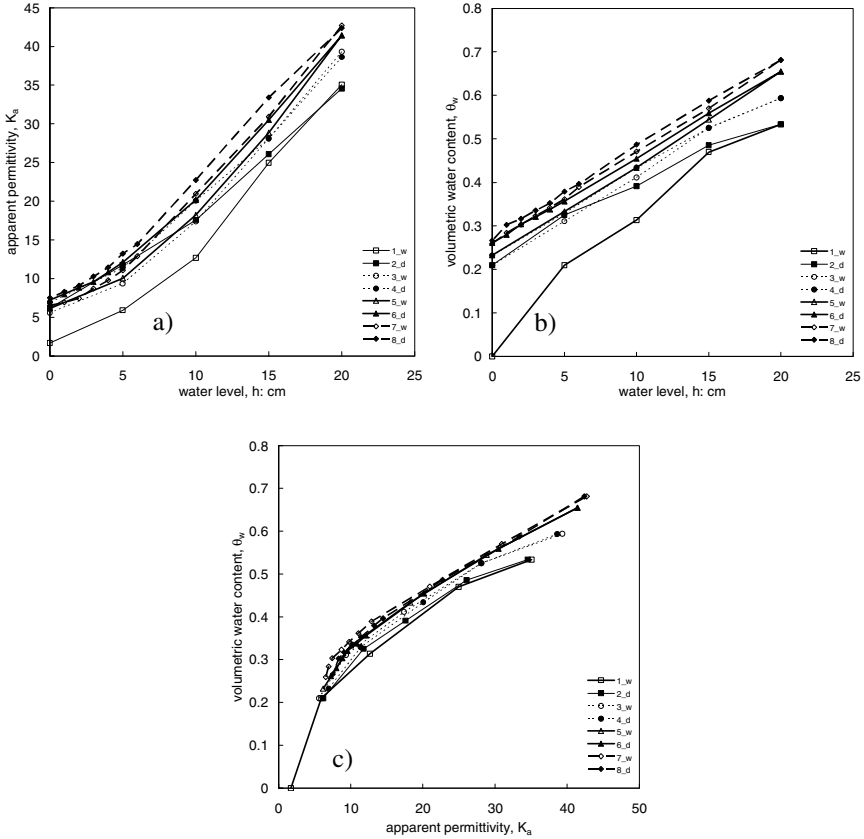 45
40
35
30
25
20
15
10
5
0
apparent permittivity, Ka
0 5 10 15 20 25
water level, h: cm
a)
1_w
2_d
3_w
4_d
5_w
6_d
7_w
8_d
0.8
0.7
0.6
0.5
0.4
0.3
0.2
0.1
0
volumetric water content, θw
0 5 10 15 20 25
water level, h: cm
b)
1_w
2_d
3_w
4_d
5_w
6_d
7_w
8_d
0.8
0.7
0.6
0.5
0.4
0.3
0.2
0.1
0
volumetric water content, θw
0 10 20 30 40 50
apparent permittivity, Ka
c)
1_w
2_d
3_w
4_d
5_w
6_d
7_w
8_d